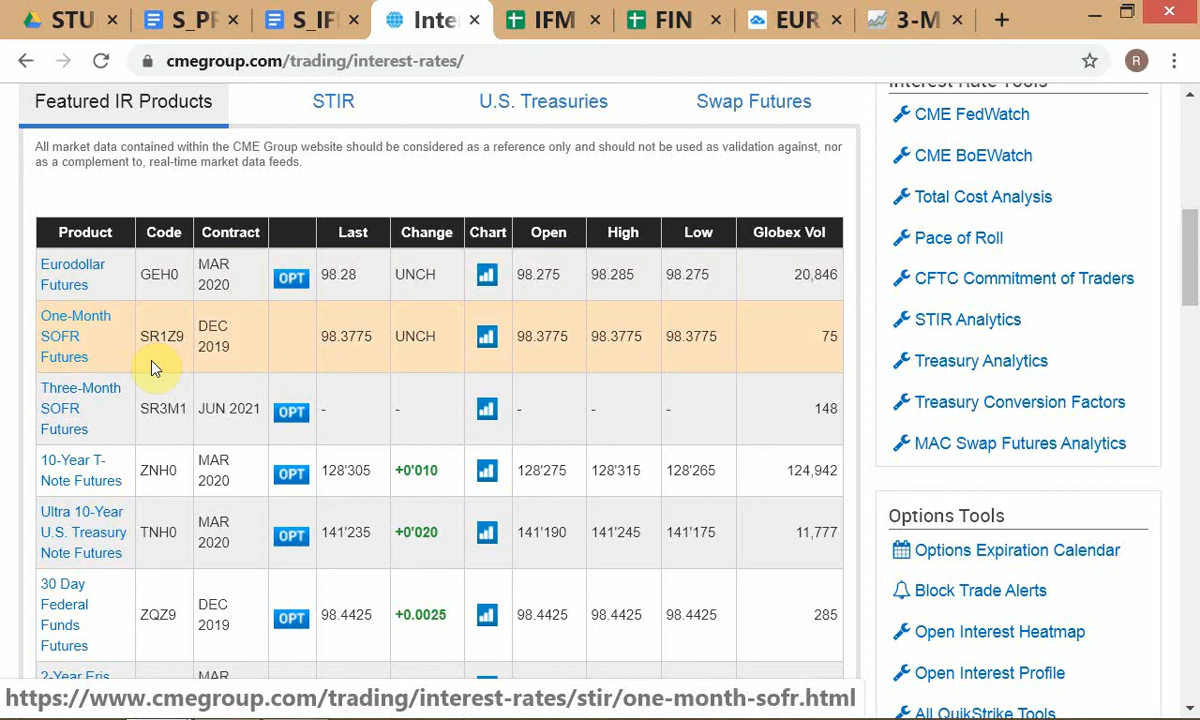 STU
S_PF
S_IF
Inte
IFM
FIN
EUR
3-M
cmegroup.com/trading/interest-rates/
R
Featured IR Products
STIR
U.S. Treasuries
Swap Futures
All market data contained within the CME Group website should be considered as a reference only and should not be used as validation against, nor
as a complement to, real-time market data feeds.
Product Code Contract Last Change Chart Open High Low Globex Vol
Eurodollar
Futures
GEH0
MAR
2020
OPT
98.28
UNCH
98.275
98.285
98.275
20,846
One-Month
SOFR
Futures
SR1Z9
DEC
2019
98.3775
UNCH
98.3775
98.3775
98.3775
75
Three-Month
SOFR
Futures
SR3M1
JUN 2021
OPT
-
-
-
-
-
148
10-Year T-
Note Futures
ZNH0
MAR
2020
OPT
128'305
+0'010
128'275
128'315
128'265
124,942
Ultra 10-Year
U.S. Treasury
Note Futures
TNH0
MAR
2020
OPT
141'235
+0'020
141'190
141'245
141'175
11,777
30 Day
Federal
Funds
Futures
ZQZ9
DEC
2019
OPT
98.4425
+0.0025
98.4425
98.4425
98.4425
285
2-Year Eris
MAR
Interest Rate Tools
CME FedWatch
CME BoEWatch
Total Cost Analysis
Pace of Roll
CFTC Commitment of Traders
STIR Analytics
Treasury Analytics
Treasury Conversion Factors
MAC Swap Futures Analytics
Options Tools
Options Expiration Calendar
Block Trade Alerts
Open Interest Heatmap
Open Interest Profile
All QuikStrike Tools
https://www.cmegroup.com/trading/interest-rates/stir/one-month-sofr.html